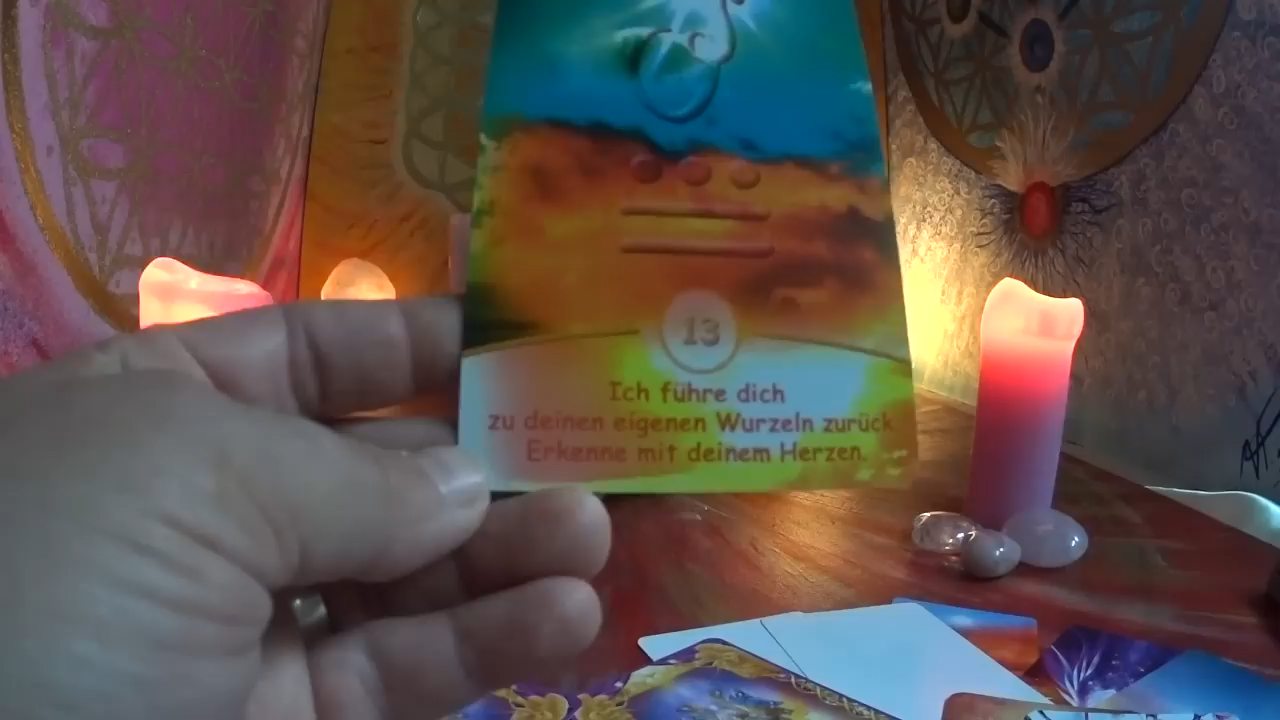 13
Ich führe dich
zu deinen eigenen Wurzeln zurück
Erkenne mit deinem Herzen.